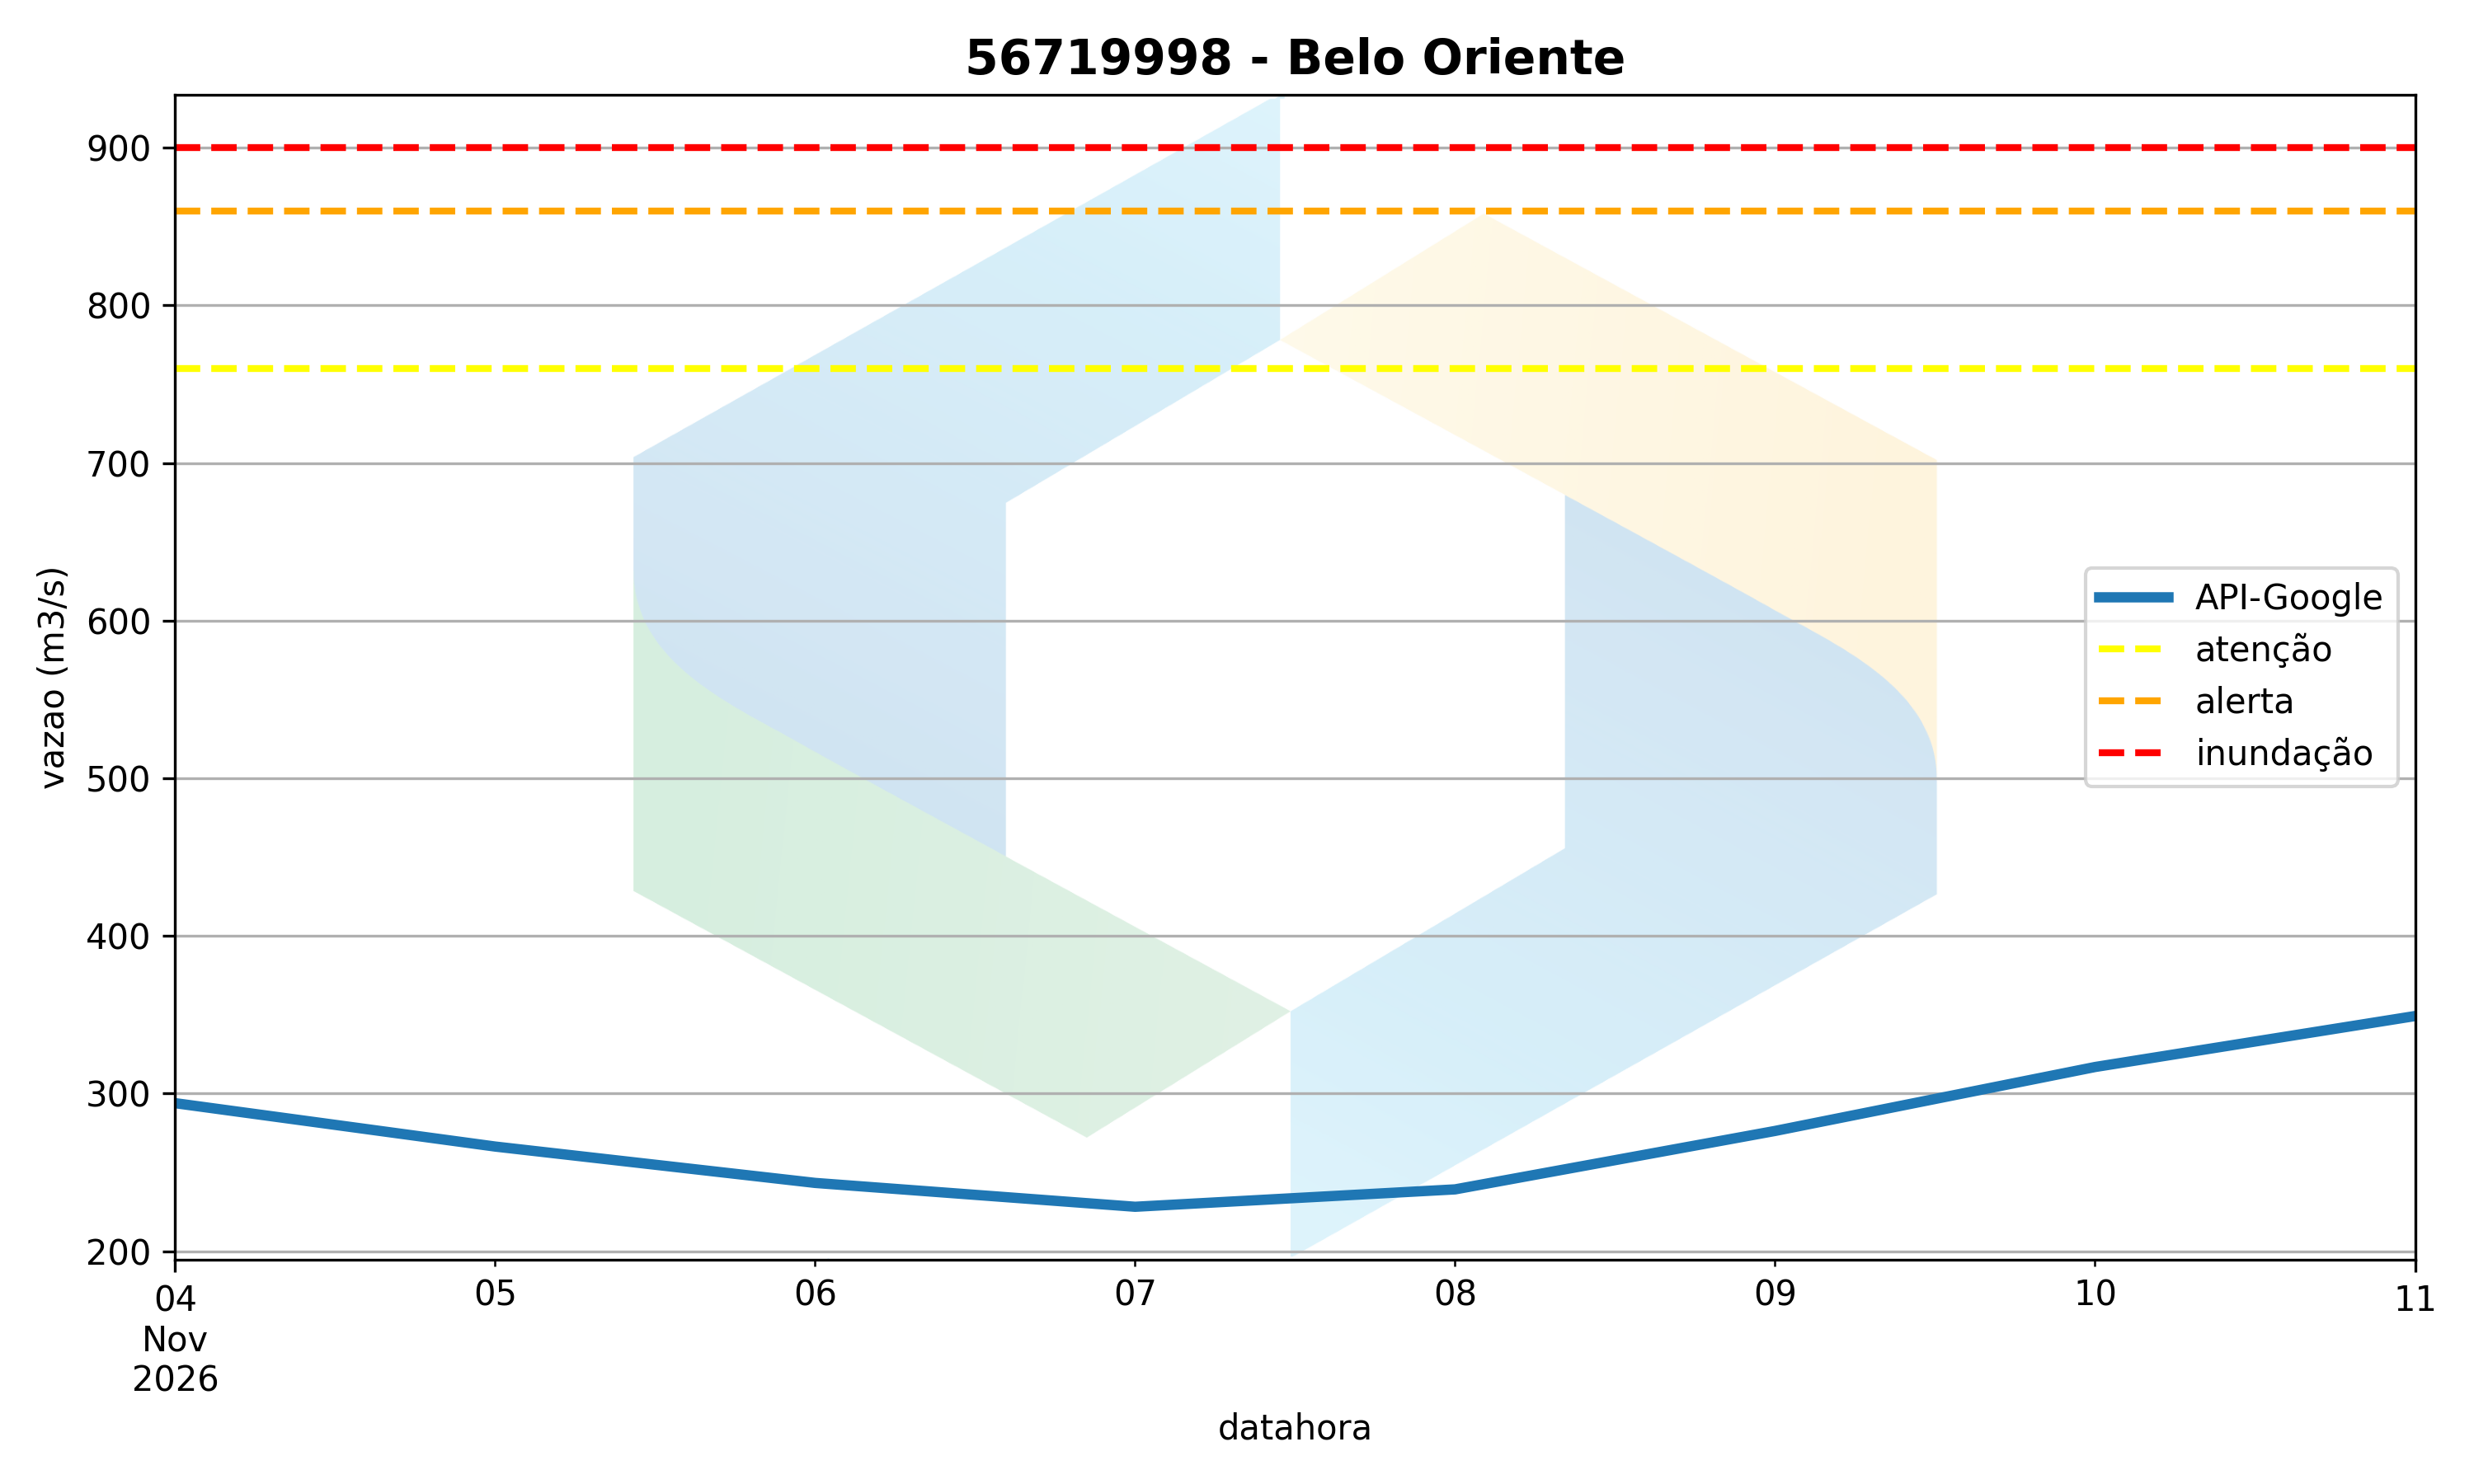 56719998 - Belo Oriente
900
800
700
600
500
400
300
200
vazao (m3/s)
API-Google
atenção
alerta
inundação
04 05 06 07 08 09 10 11
Nov
2026
datahora